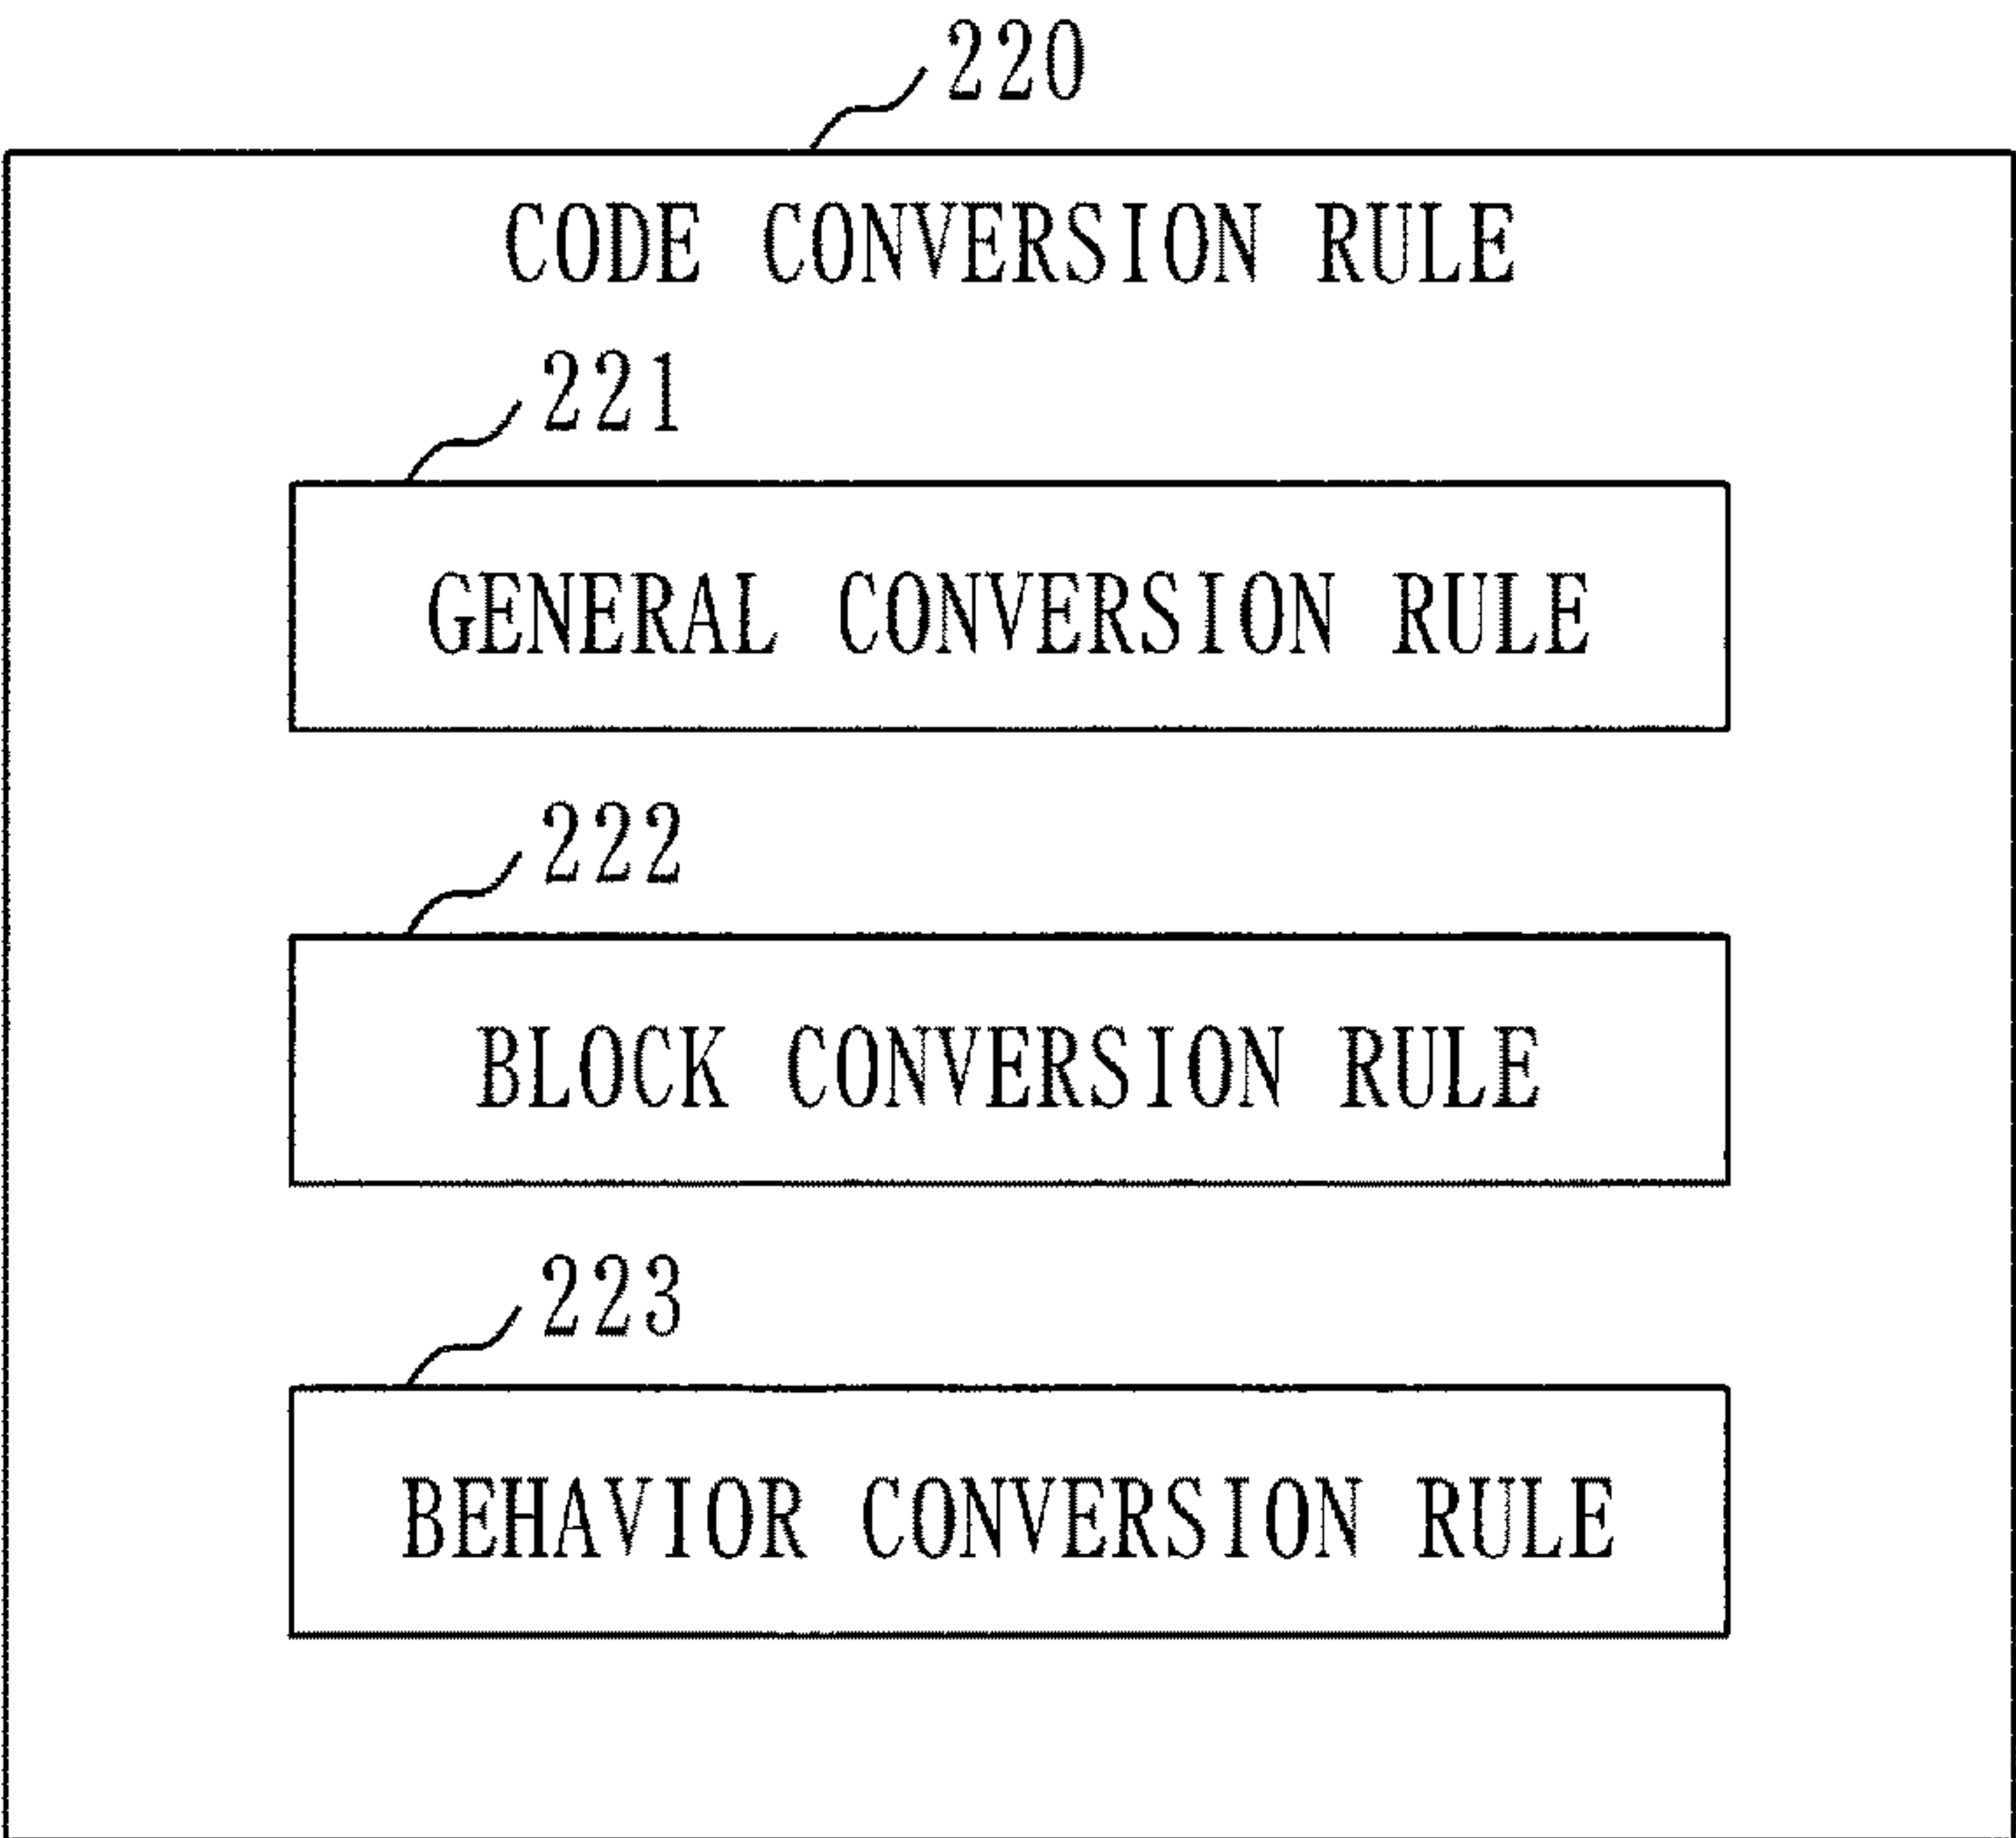 220
CODE CONVERSION RULE
221
GENERAL CONVERSION RULE
222
BLOCK CONVERSION RULE
223
BEHAVIOR CONVERSION RULE